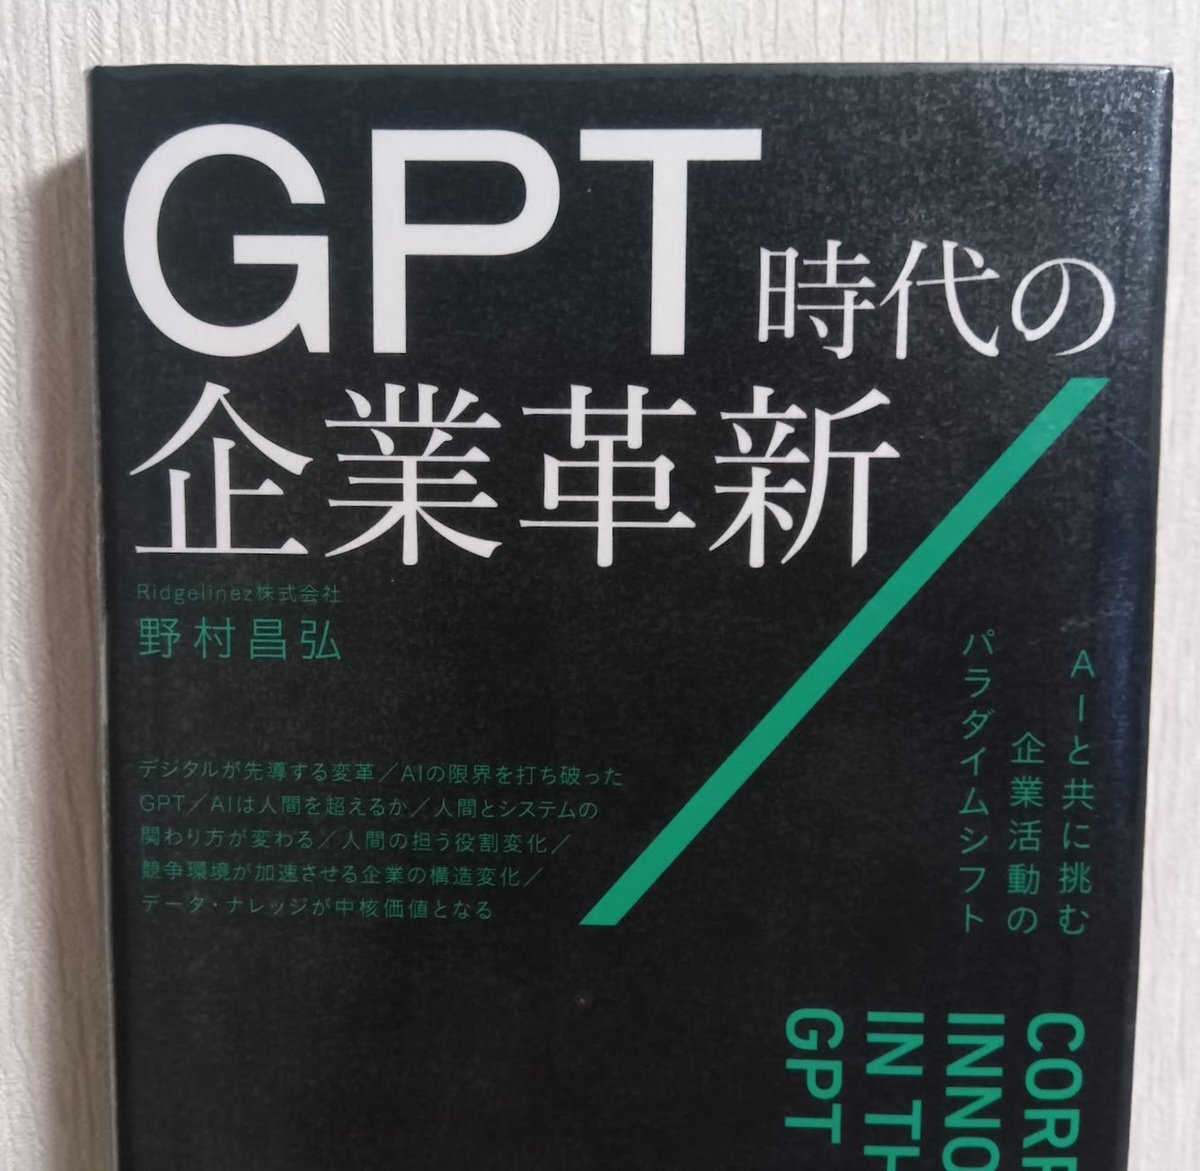 GPT時代の
企業革新
Ridgelinez株式会社
野村昌弘
デジタルが先導する変革／AIの限界を打ち破った
GPT／AIは人間を超えるか／人間とシステムの
関わり方が変わる／人間の担う役割変化／
競争環境が加速させる企業の構造変化／
データ・ナレッジが中核価値となる
AIと共に挑む
企業活動の
パラダイムシフト
CORP
INNO
IN TH
GPT